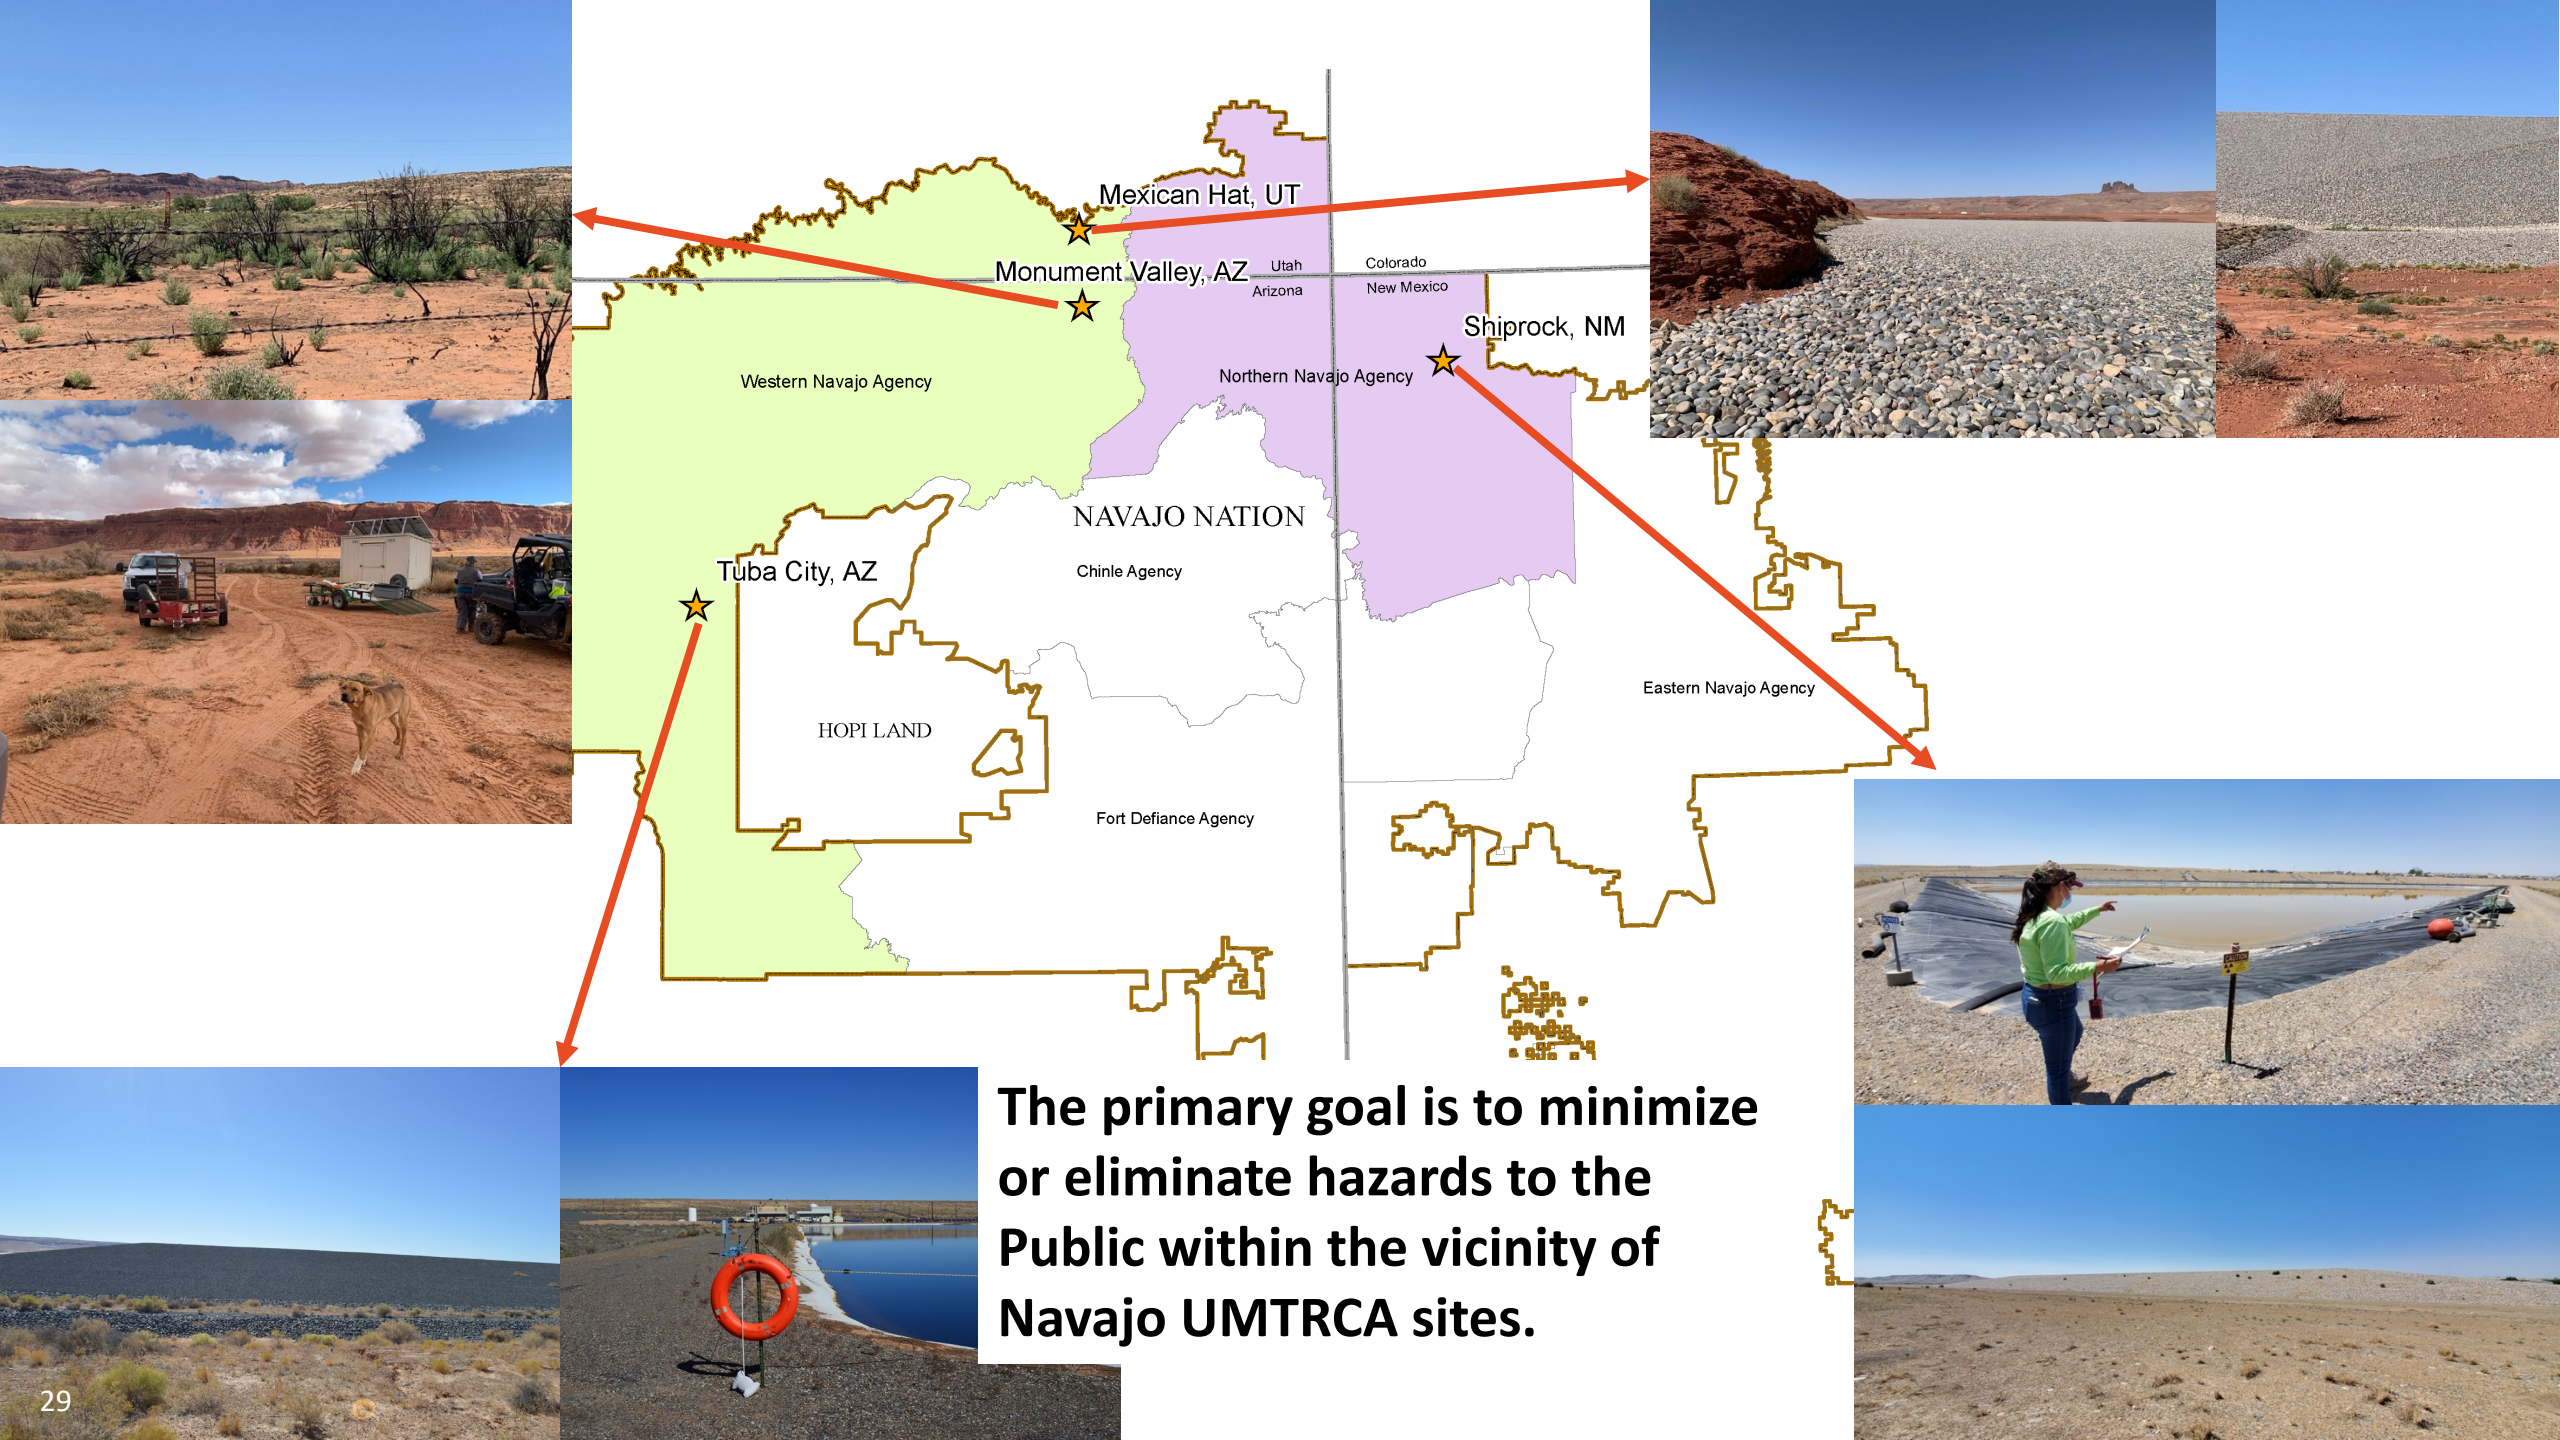 Mexican Hat, UT
Monument Valley, AZ
Utah
Colorado
Arizona
New Mexico
Shiprock, NM
Western Navajo Agency
Northern Navajo Agency
NAVAJO NATION
Tuba City, AZ
Chinle Agency
Eastern Navajo Agency
HOPI LAND
Fort Defiance Agency
CAUTION
The primary goal is to minimize
or eliminate hazards to the
Public within the vicinity of
Navajo UMTRCA sites.
29